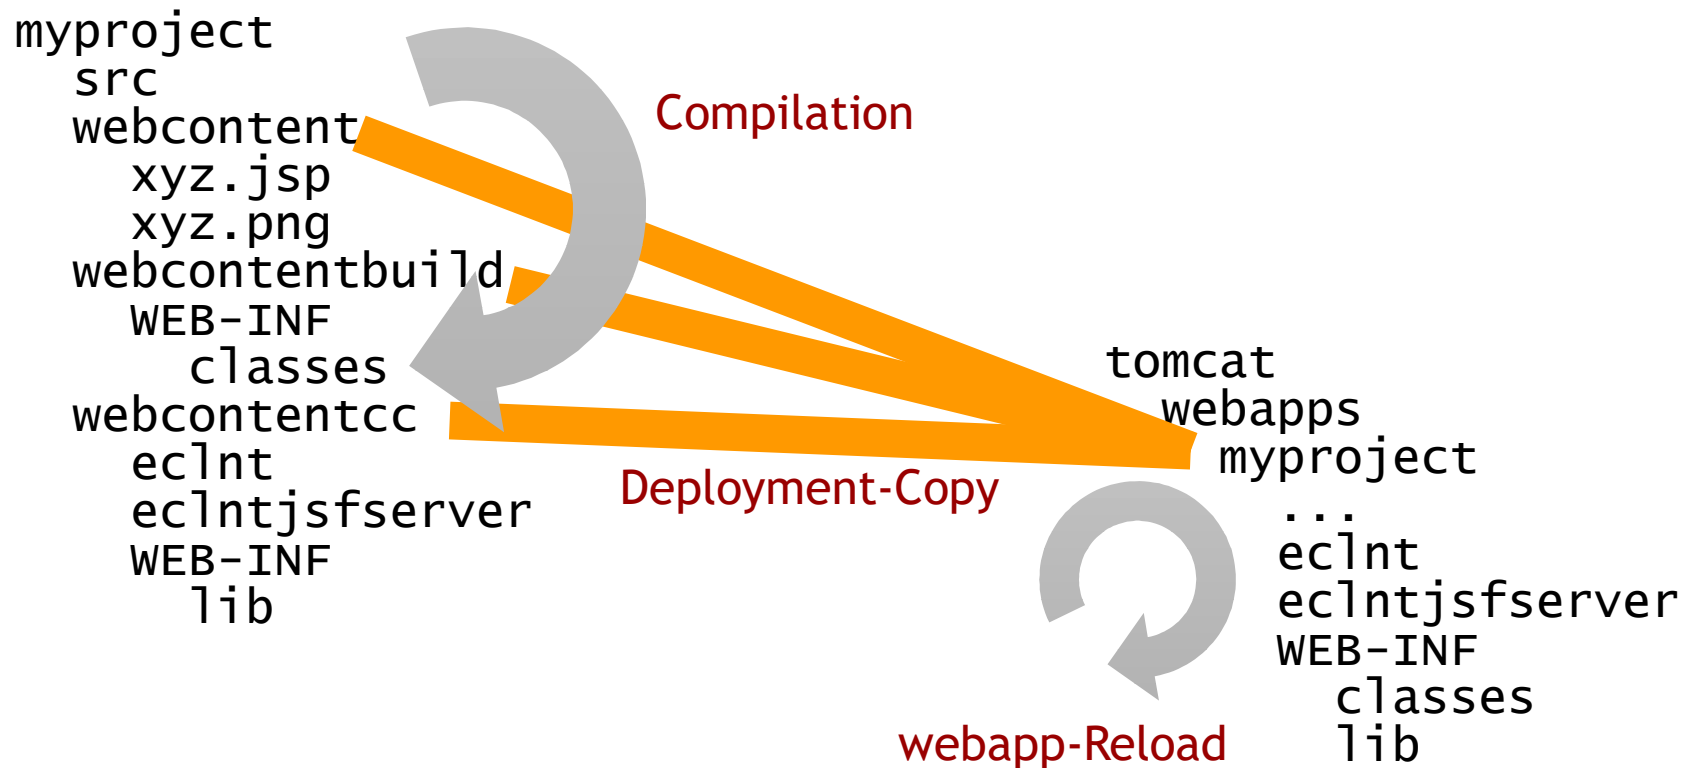 myproject
src
webcontent
xyz.jsp
xyz.png
webcontentbuild
WEB-INF
classes
webcontentcc
eclnt
eclntjsfserver
WEB-INF
lib
Compilation
Deployment-Copy
tomcat
webapps
myproject
...
eclnt
eclntjsfserver
WEB-INF
classes
lib
webapp-Reload